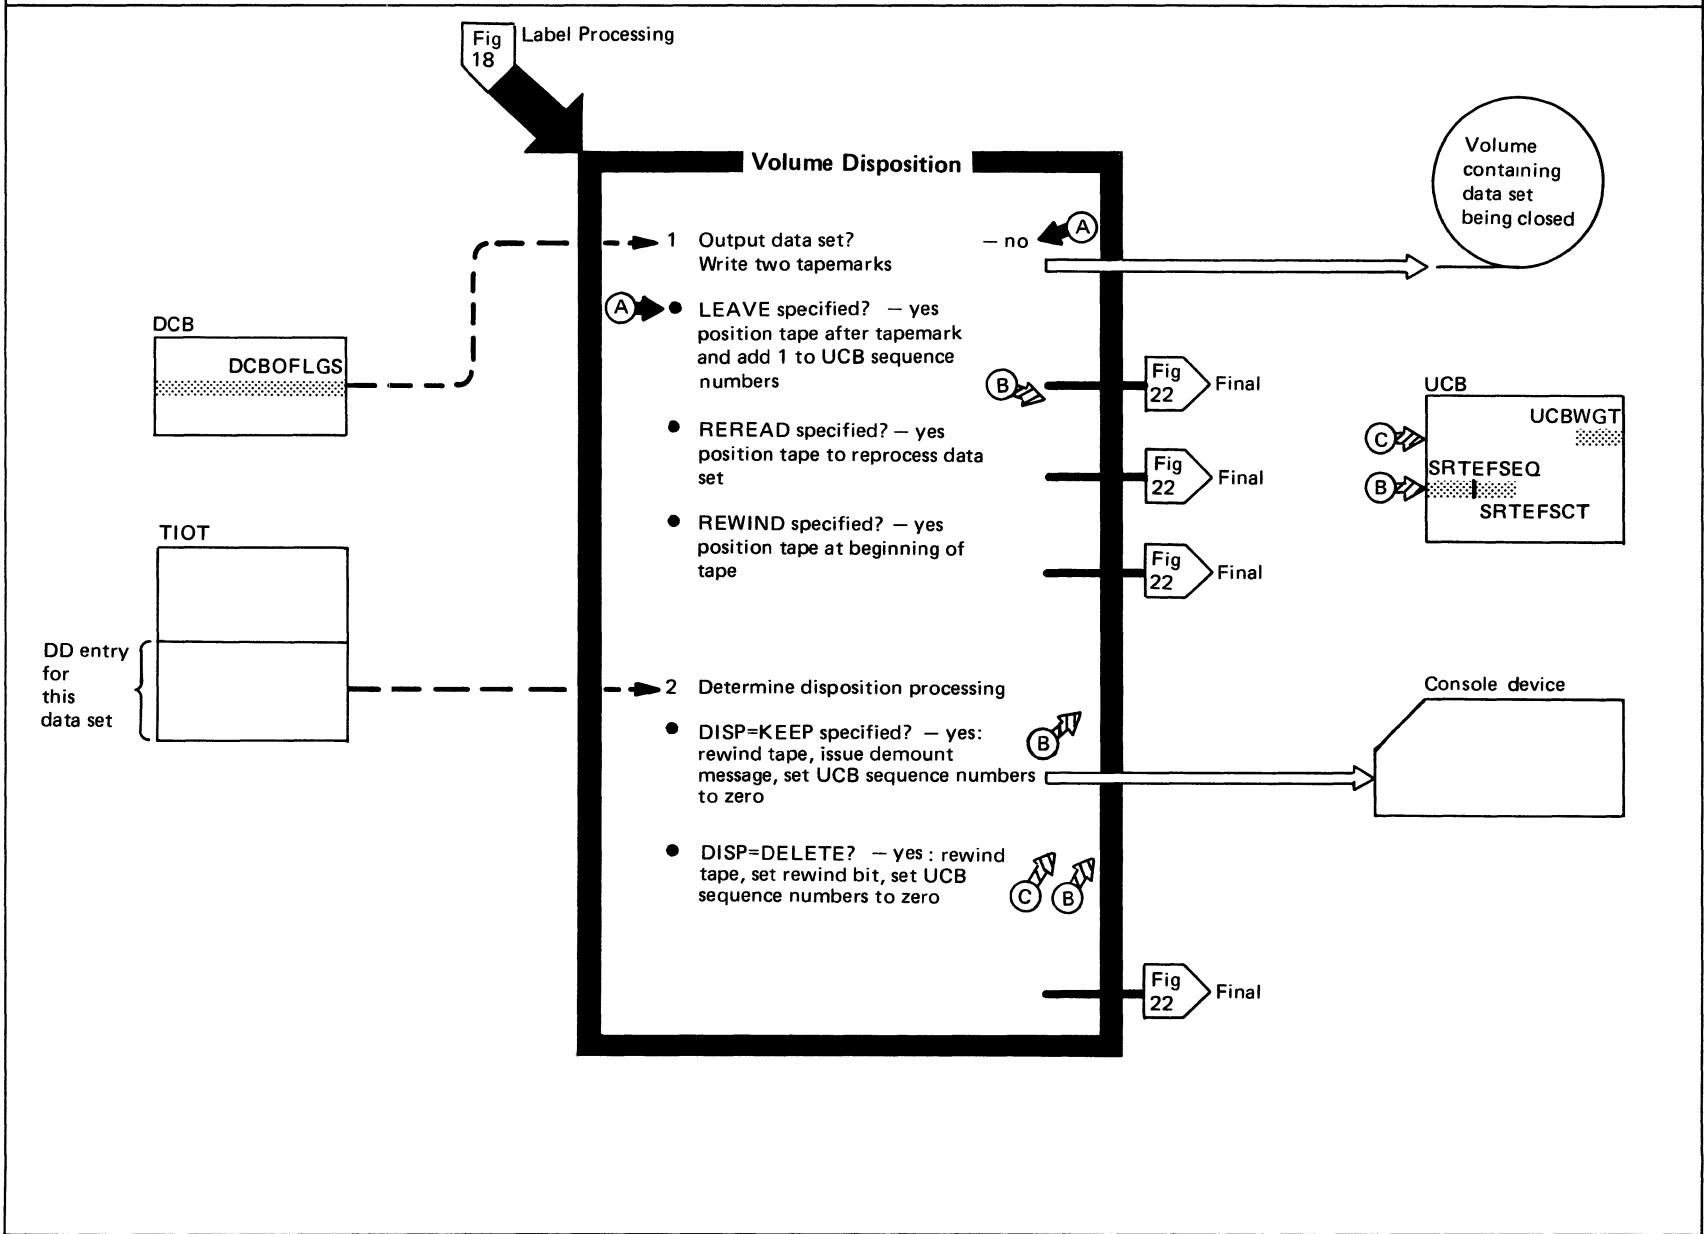 Fig
18
Label Processing
Volume Disposition
Volume
containing
data set
being closed
1 Output data set? – no A
Write two tapemarks
A ● LEAVE specified? – yes
position tape after tapemark
and add 1 to UCB sequence
numbers
B
Fig
22
Final
DCB
DCBOFLGS
● REREAD specified? – yes
position tape to reprocess data
set
Fig
22
Final
UCB
UCBWGT
C
SRTEFSEQ
B
SRTEFSCT
● REWIND specified? – yes
position tape at beginning of
tape
Fig
22
Final
TIOT
DD entry
for
this
data set
2 Determine disposition processing
● DISP=KEEP specified? – yes:
rewind tape, issue demount
message, set UCB sequence numbers
to zero
B
Console device
● DISP=DELETE? – yes : rewind
tape, set rewind bit, set UCB
sequence numbers to zero
C B
Fig
22
Final